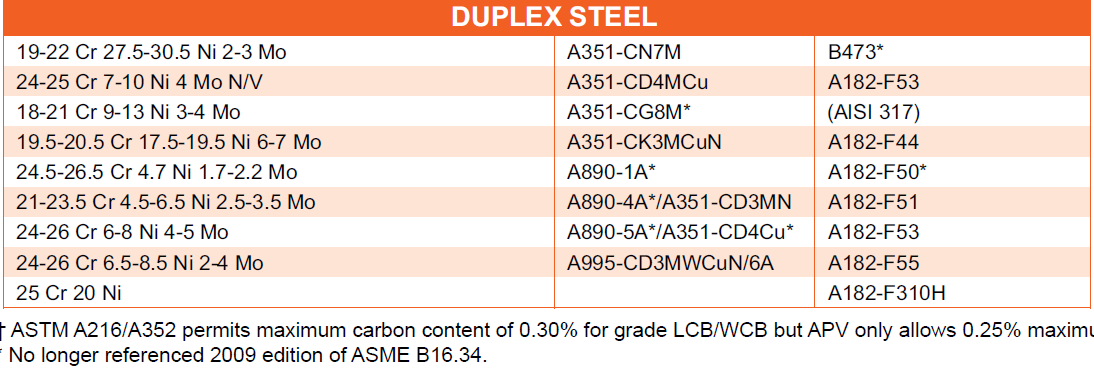 DUPLEX STEEL
19-22 Cr 27.5-30.5 Ni 2-3 Mo A351-CN7M B473*
24-25 Cr 7-10 Ni 4 Mo N/V A351-CD4MCu A182-F53
18-21 Cr 9-13 Ni 3-4 Mo A351-CG8M* (AISI 317)
19.5-20.5 Cr 17.5-19.5 Ni 6-7 Mo A351-CK3MCuN A182-F44
24.5-26.5 Cr 4.7 Ni 1.7-2.2 Mo A890-1A* A182-F50*
21-23.5 Cr 4.5-6.5 Ni 2.5-3.5 Mo A890-4A*/A351-CD3MN A182-F51
24-26 Cr 6-8 Ni 4-5 Mo A890-5A*/A351-CD4Cu* A182-F53
24-26 Cr 6.5-8.5 Ni 2-4 Mo A995-CD3MWCuN/6A A182-F55
25 Cr 20 Ni A182-F310H
† ASTM A216/A352 permits maximum carbon content of 0.30% for grade LCB/WCB but APV only allows 0.25% maximu
* No longer referenced 2009 edition of ASME B16.34.